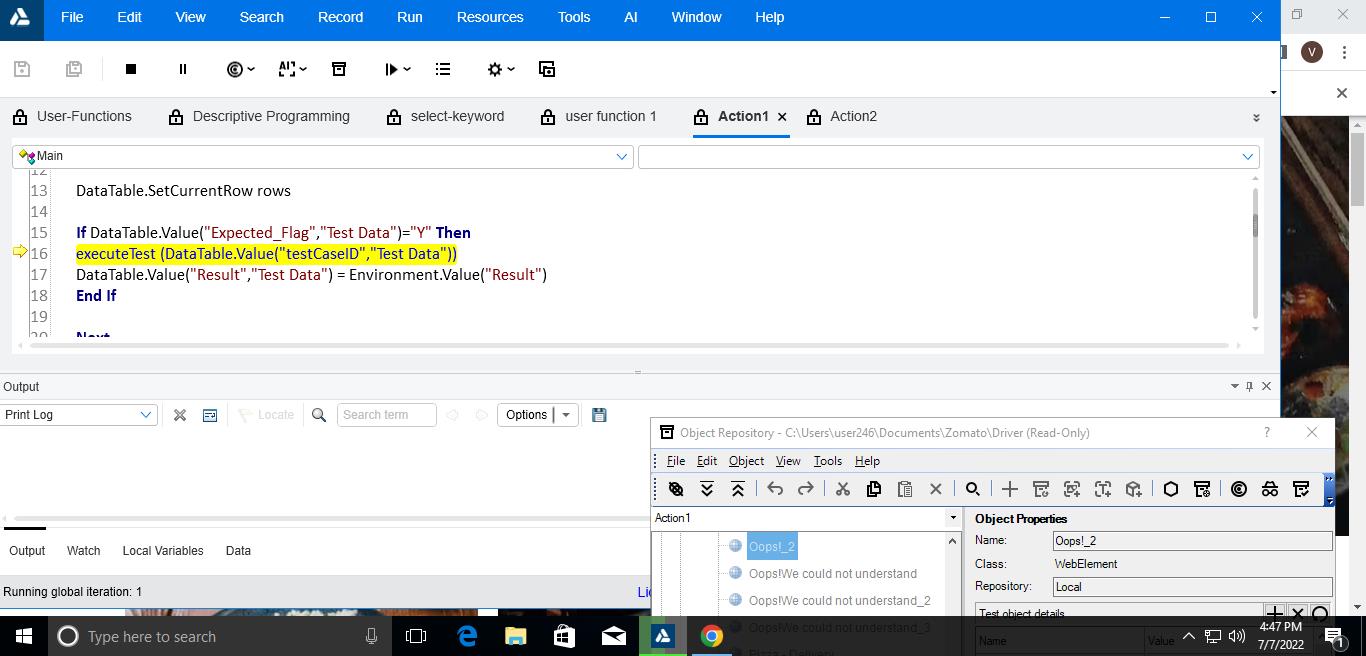 File Edit View Search Record Run Resources Tools AI Window Help
V
User-Functions Descriptive Programming select-keyword user function 1 Action1 Action2
Main
12
13 DataTable.SetCurrentRow rows
14
15 If DataTable.Value("Expected_Flag","Test Data")="Y" Then
16 executeTest (DataTable.Value("testCaseID","Test Data"))
17 DataTable.Value("Result","Test Data") = Environment.Value("Result")
18 End If
19
20 Next
Output
Print Log Locate Search term Options
Object Repository - C:\Users\user246\Documents\Zomato\Driver (Read-Only)
File Edit Object View Tools Help
Action1
Object Properties
Oops!_2
Name: Oops!_2
Oops!We could not understand
Class: WebElement
Oops!We could not understand_2
Repository: Local
Test object details
Oops!We could not understand_3
Name Value
Pizza - Delivery
Output Watch Local Variables Data
Running global iteration: 1
Type here to search
4:47 PM
7/7/2022
1